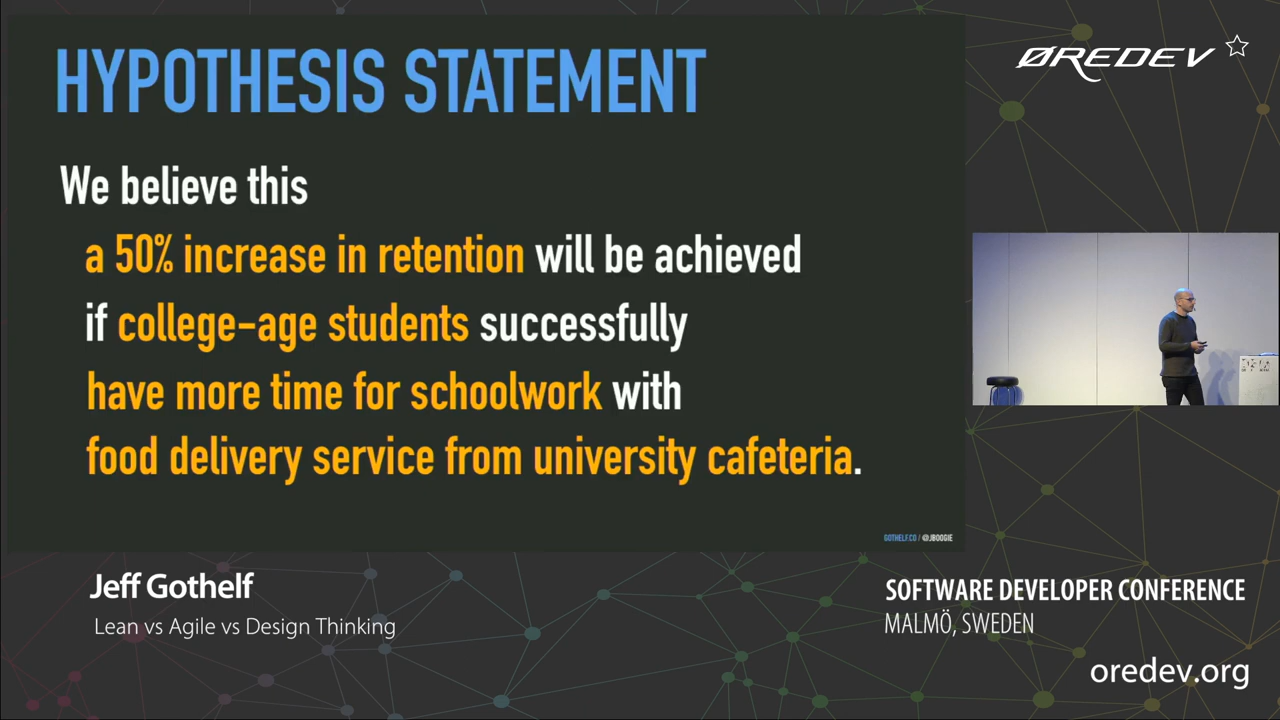 HYPOTHESIS STATEMENT
We believe this
a 50% increase in retention will be achieved
if college-age students successfully
have more time for schoolwork with
food delivery service from university cafeteria.
GOTHELF.CO / @JBOOGIE
ØREDEV
Jeff Gothelf
Lean vs Agile vs Design Thinking
SOFTWARE DEVELOPER CONFERENCE
MALMÖ, SWEDEN
oredev.org